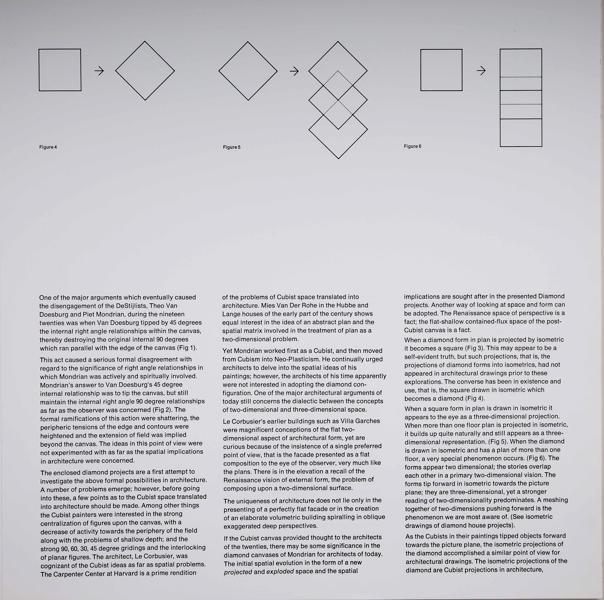 Figure 4
Figure 5
Figure 6
One of the major arguments which eventually caused
the disengagement of the DeStijlists, Theo Van
Doesburg and Piet Mondrian, during the nineteen
twenties was when Van Doesburg tipped by 45 degrees
the internal right angle relationships within the canvas,
thereby destroying the original internal 90 degrees
which ran parallel with the edge of the canvas (Fig 1).
This act caused a serious formal disagreement with
regard to the significance of right angle relationships in
which Mondrian was actively and spiritually involved.
Mondrian's answer to Van Doesburg's 45 degree
internal relationship was to tip the canvas, but still
maintain the internal right angle 90 degree relationships
as far as the observer was concerned (Fig 2). The
formal ramifications of this action were shattering, the
peripheric tensions of the edge and contours were
heightened and the extension of field was implied
beyond the canvas. The ideas in this point of view were
not experimented with as far as the spatial implications
in architecture were concerned.
The enclosed diamond projects are a first attempt to
investigate the above formal possibilities in architecture.
A number of problems emerge; however, before going
into these, a few points as to the Cubist space translated
into architecture should be made. Among other things
the Cubist painters were interested in the strong
centralization of figures upon the canvas, with a
decrease of activity towards the periphery of the field
along with the problems of shallow depth; and the
strong 90, 60, 30, 45 degree gridings and the interlocking
of planar figures. The architect, Le Corbusier, was
cognizant of the Cubist ideas as far as spatial problems.
The Carpenter Center at Harvard is a prime rendition
of the problems of Cubist space translated into
architecture. Mies Van Der Rohe in the Hubbe and
Lange houses of the early part of the century shows
equal interest in the idea of an abstract plan and the
spatial matrix involved in the treatment of plan as a
two-dimensional problem.
Yet Mondrian worked first as a Cubist, and then moved
from Cubism into Neo-Plasticism. He continually urged
architects to delve into the spatial ideas of his
paintings; however, the architects of his time apparently
were not interested in adopting the diamond con-
figuration. One of the major architectural arguments of
today still concerns the dialectic between the concepts
of two-dimensional and three-dimensional space.
Le Corbusier's earlier buildings such as Villa Garches
were magnificent conceptions of the flat two-
dimensional aspect of architectural form, yet are
curious because of the insistence of a single preferred
point of view, that is the facade presented as a flat
composition to the eye of the observer, very much like
the plans. There is in the elevation a recall of the
Renaissance vision of external form, the problem of
composing upon a two-dimensional surface.
The uniqueness of architecture does not lie only in the
presenting of a perfectly flat facade or in the creation
of an elaborate volumetric building spiralling in oblique
exaggerated deep perspectives.
If the Cubist canvas provided thought to the architects
of the twenties, there may be some significance in the
diamond canvases of Mondrian for architects of today.
The initial spatial evolution in the form of a new
projected and exploded space and the spatial
implications are sought after in the presented Diamond
projects. Another way of looking at space and form can
be adopted. The Renaissance space of perspective is a
fact; the flat-shallow contained-flux space of the post-
Cubist canvas is a fact.
When a diamond form in plan is projected by isometric
it becomes a square (Fig 3). This may appear to be a
self-evident truth, but such projections, that is, the
projections of diamond forms into isometrics, had not
appeared in architectural drawings prior to these
explorations. The converse has been in existence and
use, that is, the square drawn in isometric which
becomes a diamond (Fig 4).
When a square form in plan is drawn in isometric it
appears to the eye as a three-dimensional projection.
When more than one floor plan is projected in isometric,
it builds up quite naturally and still appears as a three-
dimensional representation. (Fig 5). When the diamond
is drawn in isometric and has a plan of more than one
floor, a very special phenomenon occurs. (Fig 6). The
forms appear two dimensional; the stories overlap
each other in a primary two-dimensional vision. The
forms tip forward in isometric towards the picture
plane; they are three-dimensional, yet a stronger
reading of two-dimensionality predominates. A meshing
together of two-dimensions pushing forward is the
phenomenon we are most aware of. (See isometric
drawings of diamond house projects).
As the Cubists in their paintings tipped objects forward
towards the picture plane, the isometric projections of
the diamond accomplished a similar point of view for
architectural drawings. The isometric projections of the
diamond are Cubist projections in architecture,